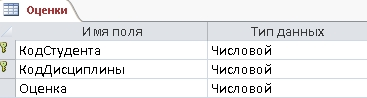 Оценки
Имя поля Тип данных
КодСтудента Числовой
КодДисциплины Числовой
Оценка Числовой